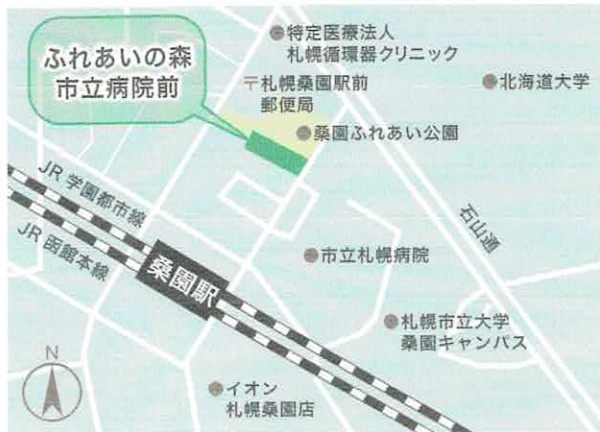 ふれあいの森
市立病院前
特定医療法人
札幌循環器クリニック
〒札幌桑園駅前
郵便局
北海道大学
桑園ふれあい公園
JR 学園都市線
JR 函館本線
桑園駅
石山通
市立札幌病院
札幌市立大学
桑園キャンパス
イオン
札幌桑園店
N